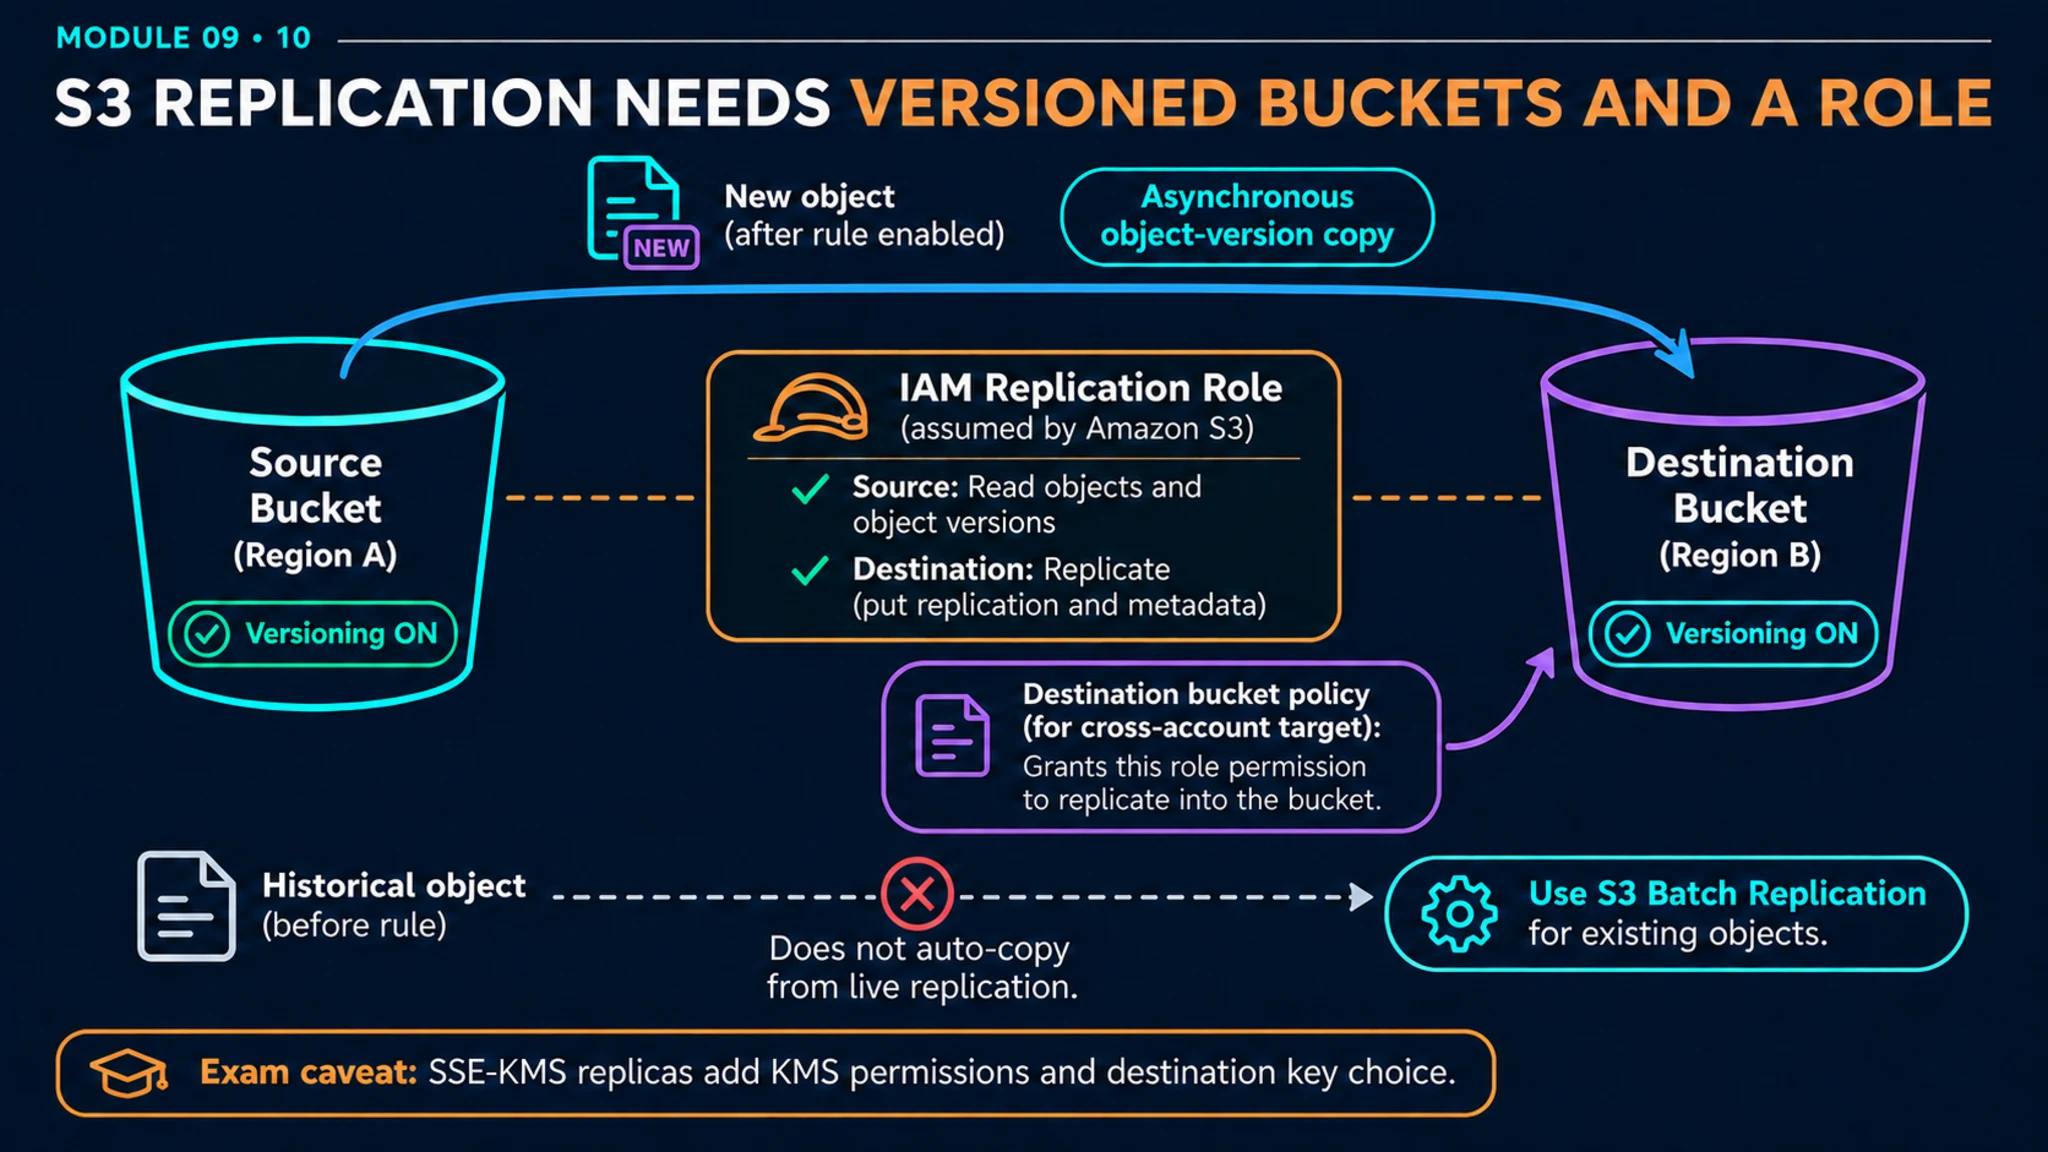 MODULE 09 • 10
S3 REPLICATION NEEDS VERSIONED BUCKETS AND A ROLE
NEW
New object
(after rule enabled)
Asynchronous
object-version copy
Source
Bucket
(Region A)
Versioning ON
IAM Replication Role
(assumed by Amazon S3)
Source: Read objects and
object versions
Destination: Replicate
(put replication and metadata)
Destination
Bucket
(Region B)
Versioning ON
Destination bucket policy
(for cross-account target):
Grants this role permission
to replicate into the bucket.
Historical object
(before rule)
Does not auto-copy
from live replication.
Use S3 Batch Replication
for existing objects.
Exam caveat: SSE-KMS replicas add KMS permissions and destination key choice.